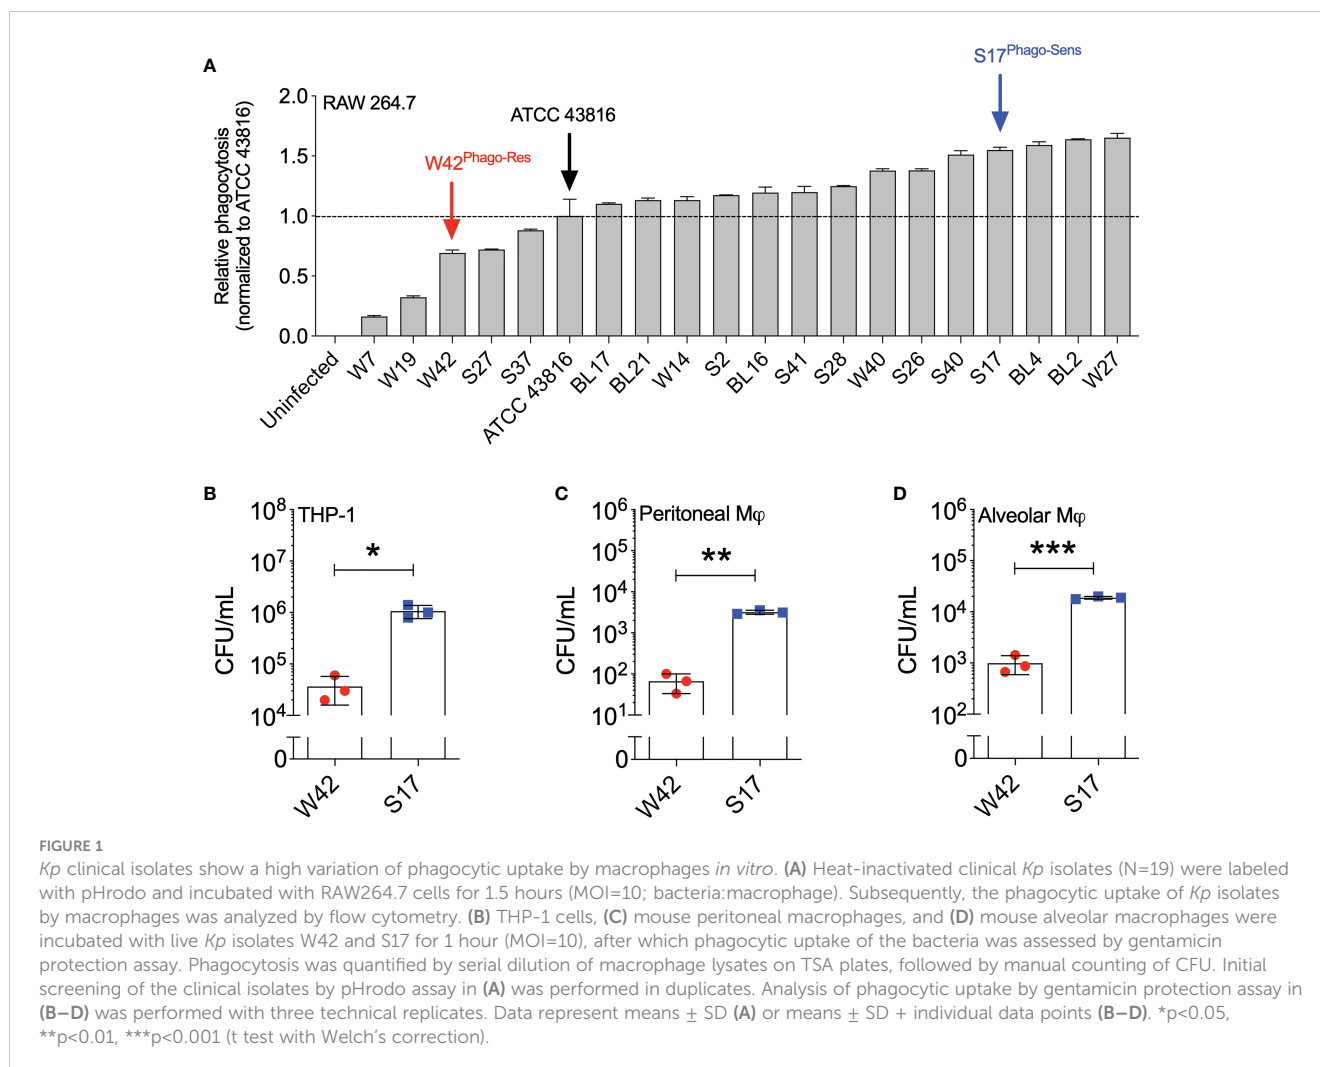 A
S17Phago-Sens
2.0
RAW 264.7
ATCC 43816
W42Phago-Res
1.5
1.0
0.5
0.0
Relative phagocytosis
(normalized to ATCC 43816)
Uninfected
W7
W19
W42
S27
S37
ATCC 43816
BL17
BL21
W14
S2
BL16
S41
S28
W40
S26
S40
S17
BL4
BL2
W27
B
THP-1
CFU/mL
10^8
10^7
10^6
10^5
10^4
0
*
W42
S17
C
Peritoneal Mφ
CFU/mL
10^6
10^5
10^4
10^3
10^2
10^1
0
**
W42
S17
D
Alveolar Mφ
CFU/mL
10^6
10^5
10^4
10^3
10^2
0
***
W42
S17
FIGURE 1
Kp clinical isolates show a high variation of phagocytic uptake by macrophages in vitro. (A) Heat-inactivated clinical Kp isolates (N=19) were labeled
with pHrodo and incubated with RAW264.7 cells for 1.5 hours (MOI=10; bacteria:macrophage). Subsequently, the phagocytic uptake of Kp isolates
by macrophages was analyzed by flow cytometry. (B) THP-1 cells, (C) mouse peritoneal macrophages, and (D) mouse alveolar macrophages were
incubated with live Kp isolates W42 and S17 for 1 hour (MOI=10), after which phagocytic uptake of the bacteria was assessed by gentamicin
protection assay. Phagocytosis was quantified by serial dilution of macrophage lysates on TSA plates, followed by manual counting of CFU. Initial
screening of the clinical isolates by pHrodo assay in (A) was performed in duplicates. Analysis of phagocytic uptake by gentamicin protection assay in
(B–D) was performed with three technical replicates. Data represent means ± SD (A) or means ± SD + individual data points (B–D). *p<0.05,
**p<0.01, ***p<0.001 (t test with Welch's correction).